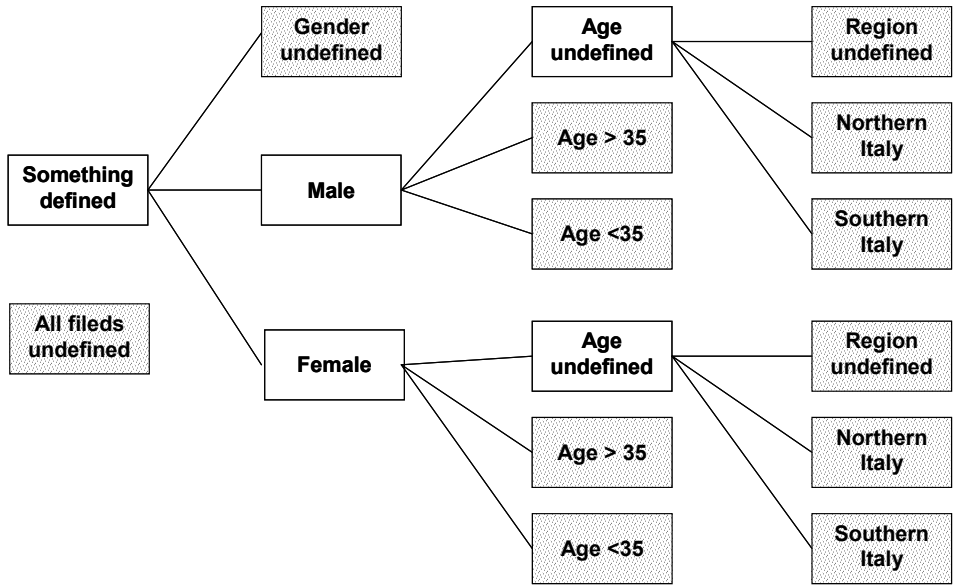 Gender
undefined
Age
undefined
Region
undefined
Age > 35
Northern
Italy
Something
defined
Male
Age <35
Southern
Italy
All fileds
undefined
Female
Age
undefined
Region
undefined
Age > 35
Northern
Italy
Age <35
Southern
Italy